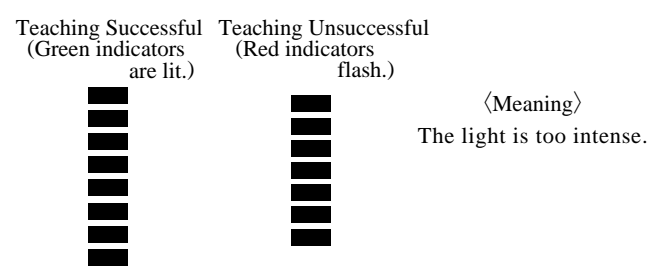 Teaching Successful
(Green indicators
are lit.)
Teaching Unsuccessful
(Red indicators
flash.)
〈Meaning〉
The light is too intense.